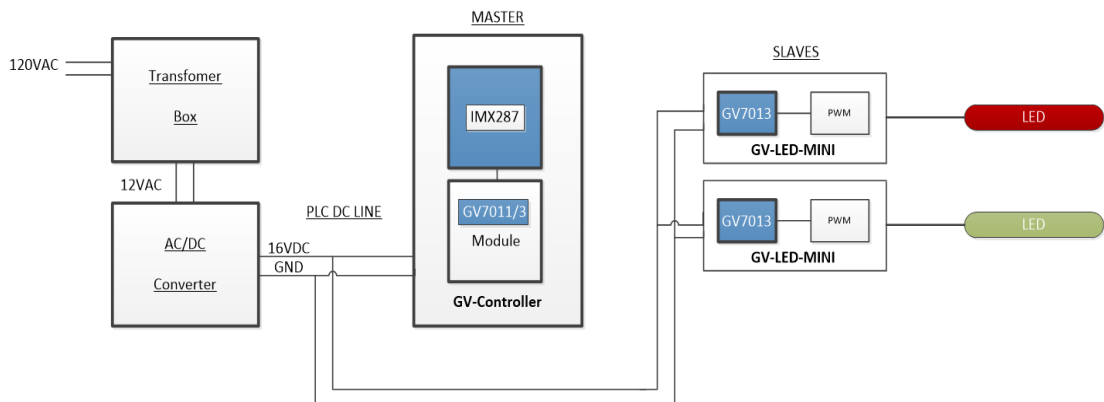 MASTER
120VAC
Transfomer
Box
12VAC
AC/DC
Converter
PLC DC LINE
16VDC
GND
IMX287
GV7011/3
Module
GV-Controller
SLAVES
GV7013
PWM
GV-LED-MINI
LED
GV7013
PWM
GV-LED-MINI
LED